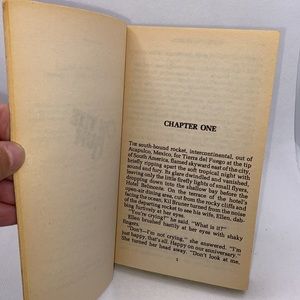 CHAPTER ONE
THE south-bound rocket, intercontinental, out of
Acapulco, Mexico, for Tierra del Fuego at the tip
of South America, flamed skyward east of the city,
briefly ripping apart the soft tropical night with
sound and fury. As its glare dwindled and vanished,
leaving only the little firefly lights of small flyers,
dropping down into the shallow bay before the
Hotel Belmonte. On the terrace of the hotel's
ocean face, cut from the rocky cliffs and
facing the ocean, Kil Bruner turned from the noise
of the departing rocket to see his wife, Ellen, dab-
bing furtively at her eyes.
"You're crying!" he said. "What is it?"
Ellen brushed hastily at her eyes with shaky
fingers.
"Don't—I'm not crying," she answered. "I'm
just happy, that's all. Happy on our anniversary."
She turned her head away. "Don't look at me,
1